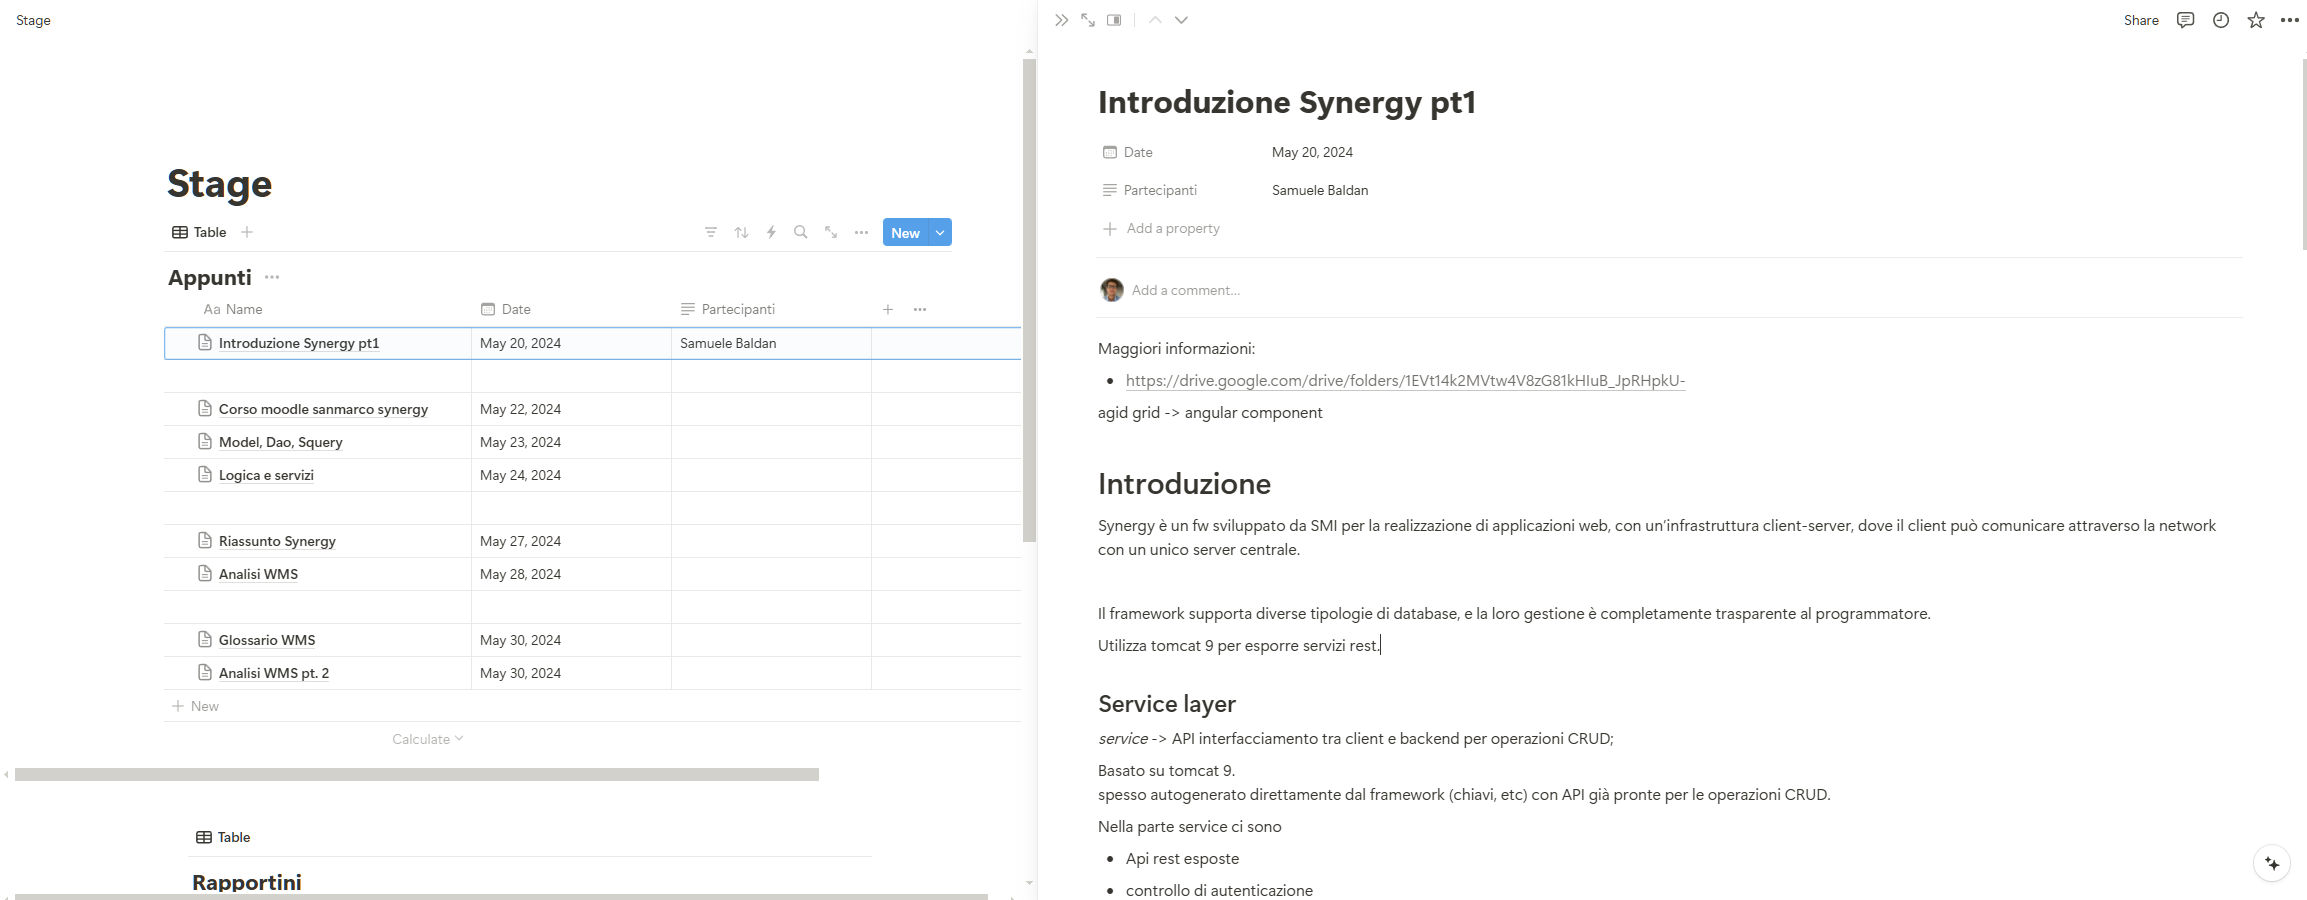 Stage
Stage
Table
New
Appunti
Aa Name
Date
Partecipanti
Introduzione Synergy pt1
May 20, 2024
Samuele Baldan
Corso moodle sanmarco synergy
May 22, 2024
Model, Dao, Squery
May 23, 2024
Logica e servizi
May 24, 2024
Riassunto Synergy
May 27, 2024
Analisi WMS
May 28, 2024
Glossario WMS
May 30, 2024
Analisi WMS pt. 2
May 30, 2024
New
Calculate
Table
Rapportini
Share
Introduzione Synergy pt1
Date
May 20, 2024
Partecipanti
Samuele Baldan
Add a property
Add a comment...
Maggiori informazioni:
https://drive.google.com/drive/folders/1EVt14k2MVtw4V8zG81kHIuB_JpRHpkU-
agid grid -> angular component
Introduzione
Synergy è un fw sviluppato da SMI per la realizzazione di applicazioni web, con un'infrastruttura client-server, dove il client può comunicare attraverso la network
con un unico server centrale.
Il framework supporta diverse tipologie di database, e la loro gestione è completamente trasparente al programmatore.
Utilizza tomcat 9 per esporre servizi rest.
Service layer
service -> API interfacciamento tra client e backend per operazioni CRUD;
Basato su tomcat 9.
spesso autogenerato direttamente dal framework (chiavi, etc) con API già pronte per le operazioni CRUD.
Nella parte service ci sono
Api rest esposte
controllo di autenticazione